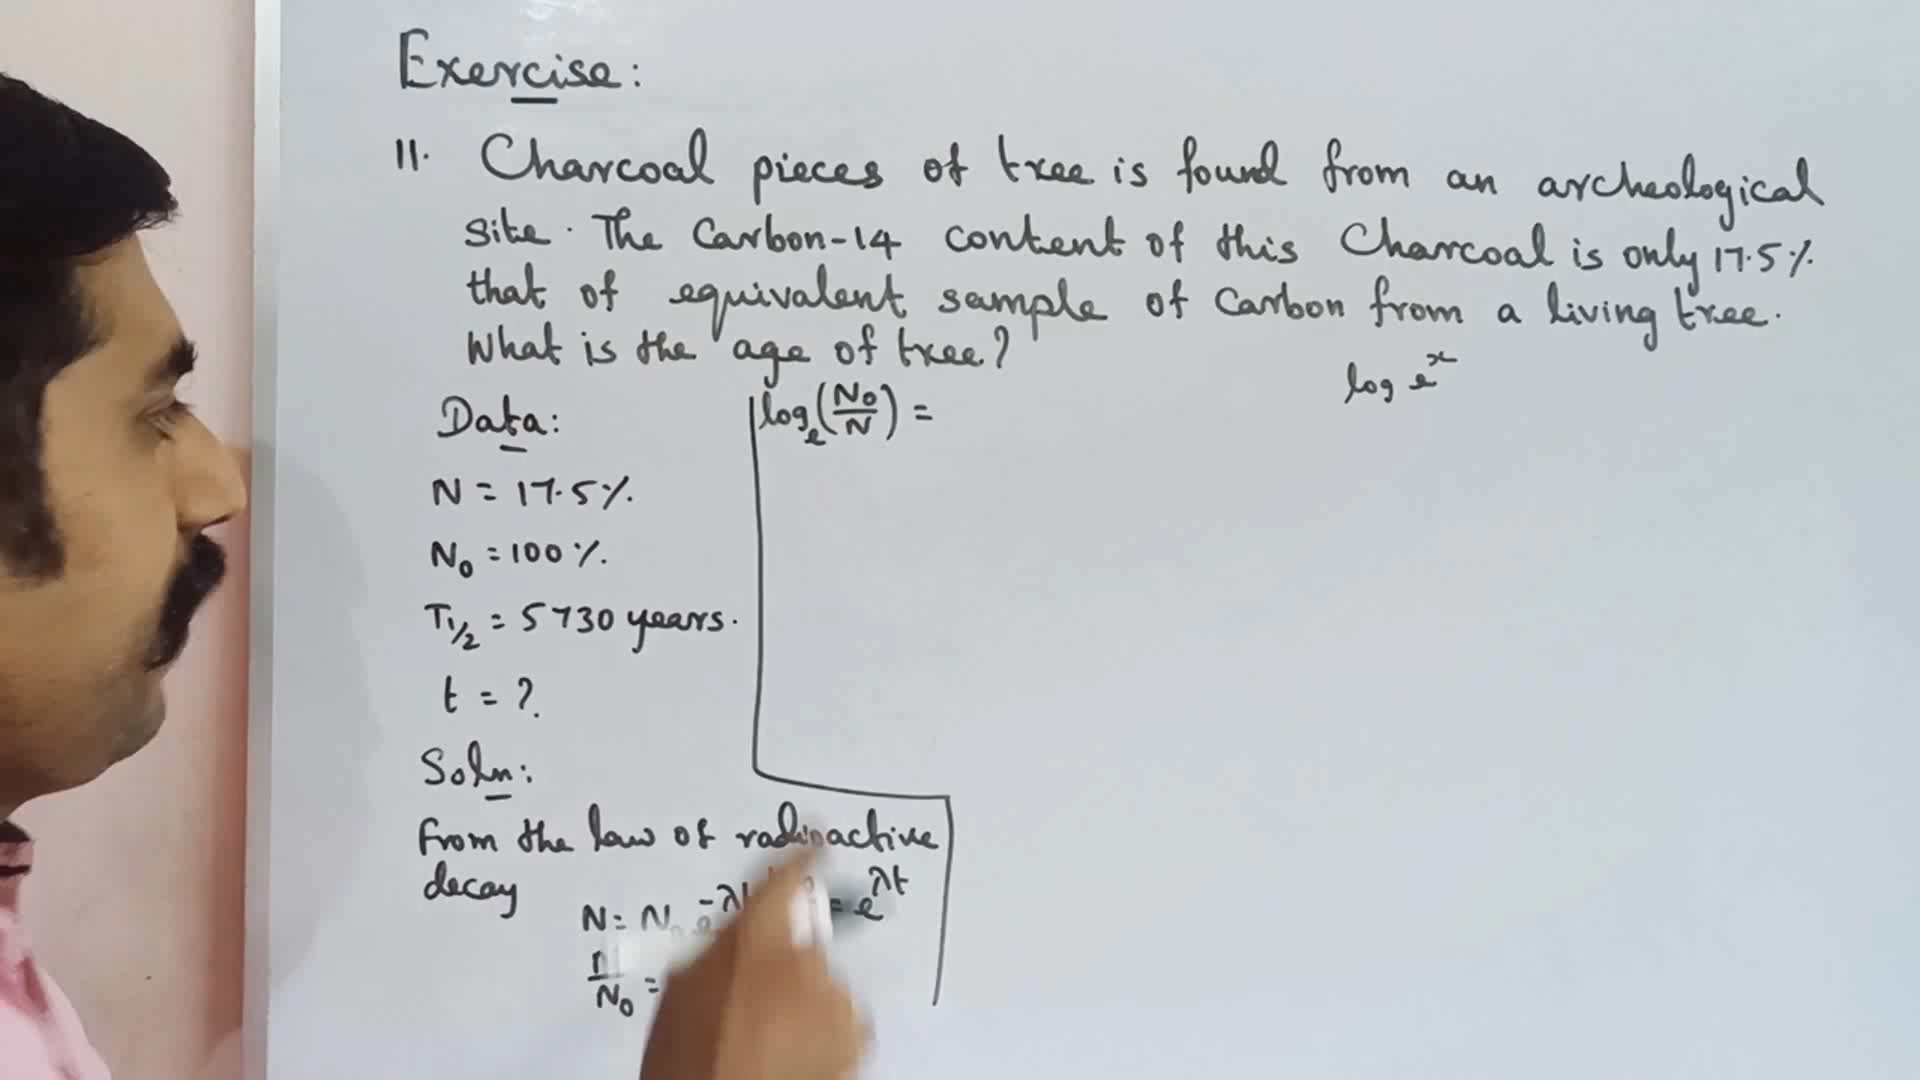 Exercise:
11. Charcoal pieces of tree is found from an archeological
site. The Carbon-14 content of this Charcoal is only 17.5%
that of equivalent sample of Carbon from a living tree.
What is the age of tree?
log e^x
Data:
N = 17.5%
N₀ = 100%
T₁/₂ = 5730 years.
t = ?
Soln:
From the law of radioactive
decay
N = N₀ e^-λt
= e^λt
N/N₀ =
logₑ(N₀/N) =